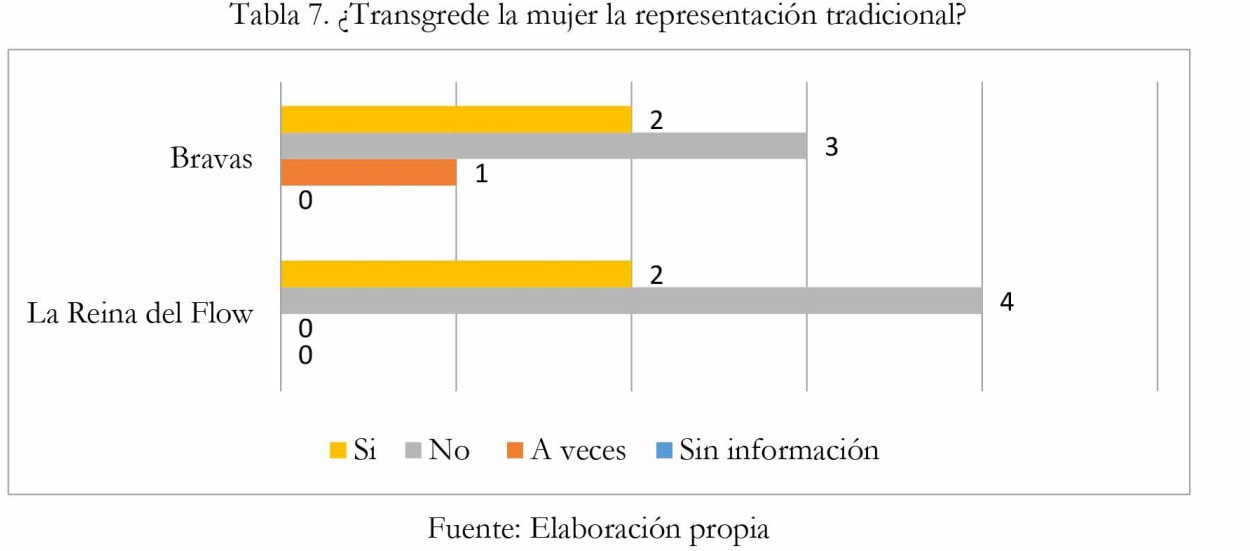 Tabla 7. ¿Transgrede la mujer la representación tradicional?
Bravas
2
3
1
0
La Reina del Flow
2
4
0
0
Si No A veces Sin información
Fuente: Elaboración propia